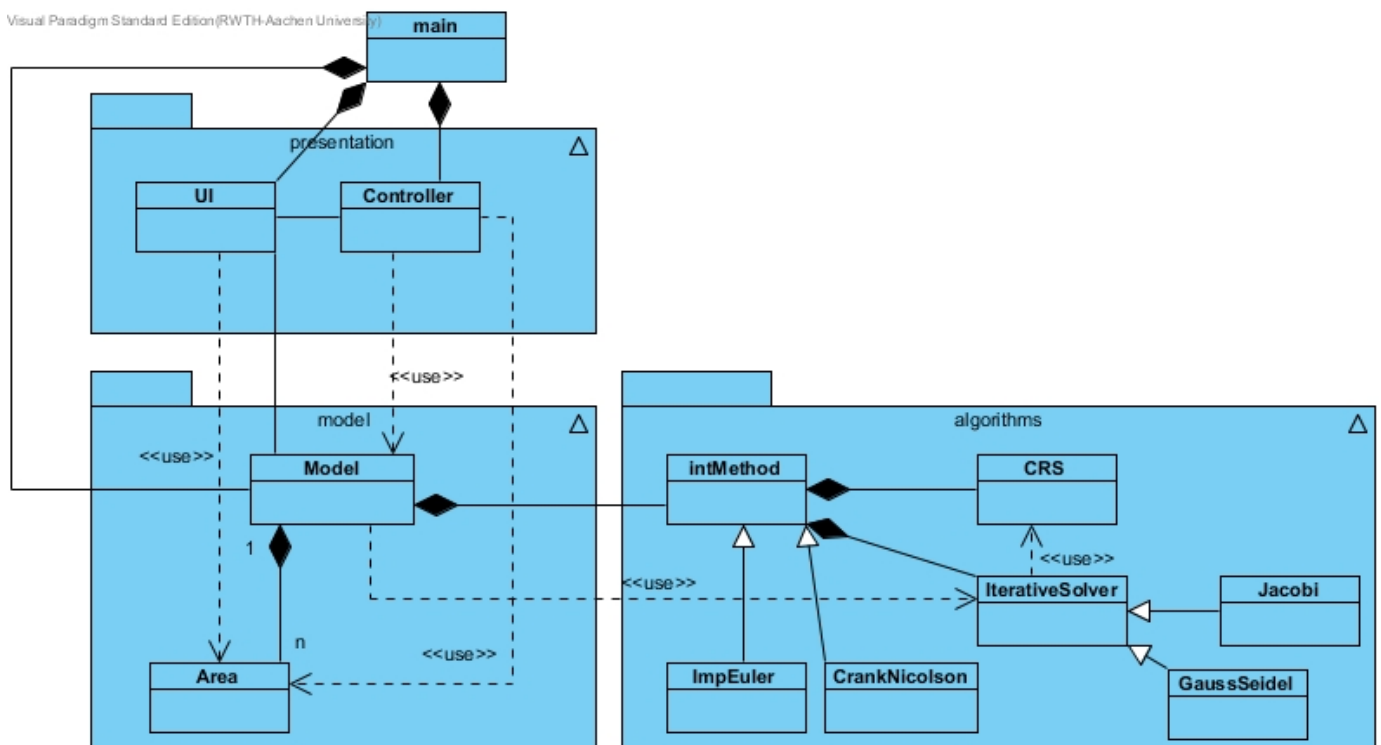 Visual Paradigm Standard Edition(RWTH-Aachen University)
main
presentation
UI
Controller
<<use>>
model
algorithms
<<use>>
Model
intMethod
CRS
1
<<use>>
<<use>>
IterativeSolver
Jacobi
n
<<use>>
Area
ImpEuler
CrankNicolson
GaussSeidel